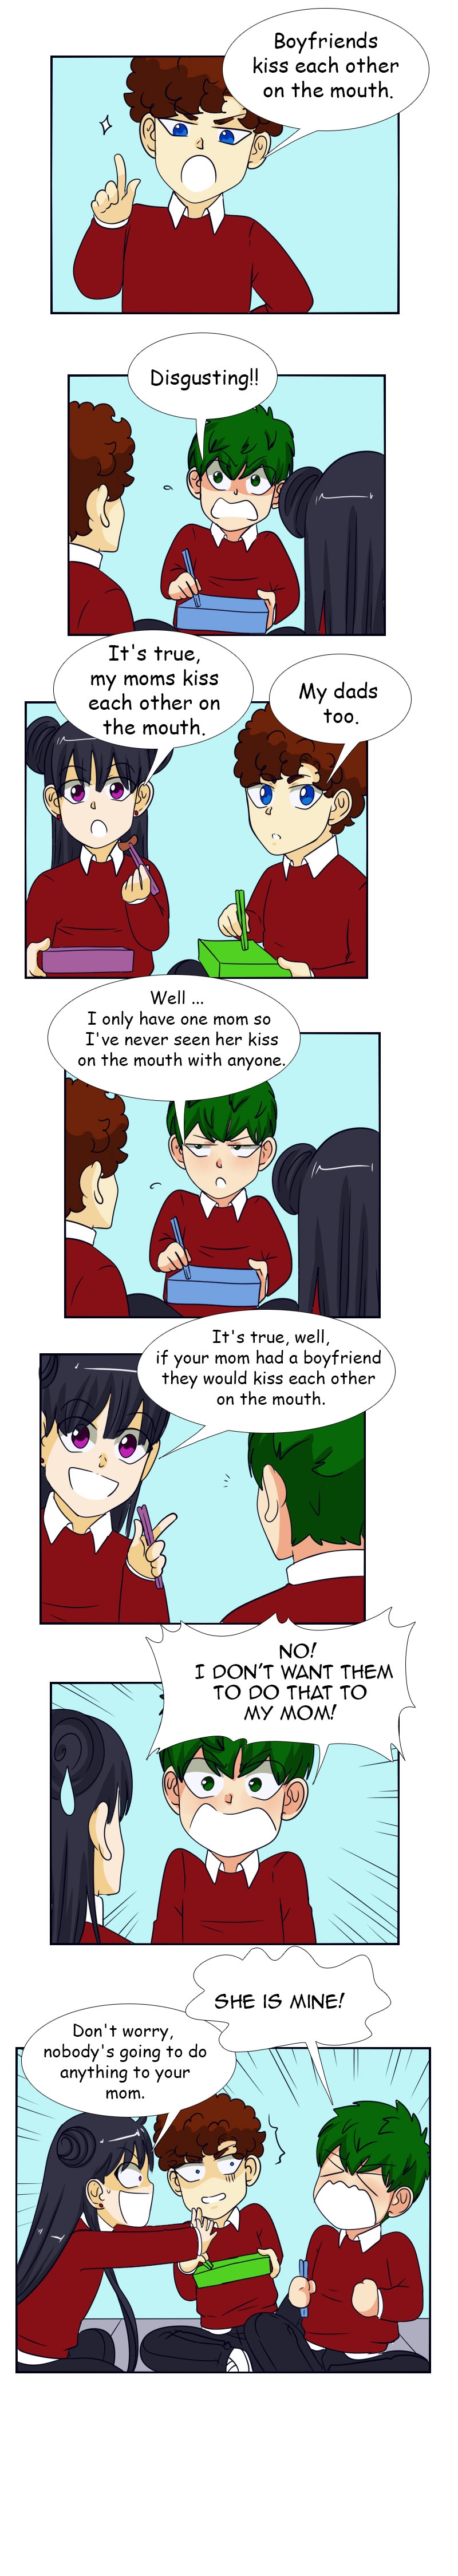 Boyfriends
kiss each other
on the mouth.
Disgusting!!
It's true,
my moms kiss
each other on
the mouth.
My dads
too.
Well ...
I only have one mom so
I've never seen her kiss
on the mouth with anyone.
It's true, well,
if your mom had a boyfriend
they would kiss each other
on the mouth.
NO!
I DON'T WANT THEM
TO DO THAT TO
MY MOM!
SHE IS MINE!
Don't worry,
nobody's going to do
anything to your
mom.